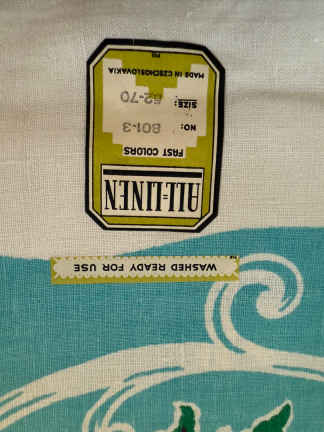 WASHED READY FOR USE
ALL=LINEN
FAST COLORS
NO: 801-3
SIZE: 52-70
MADE IN CZECHOSLOVAKIA